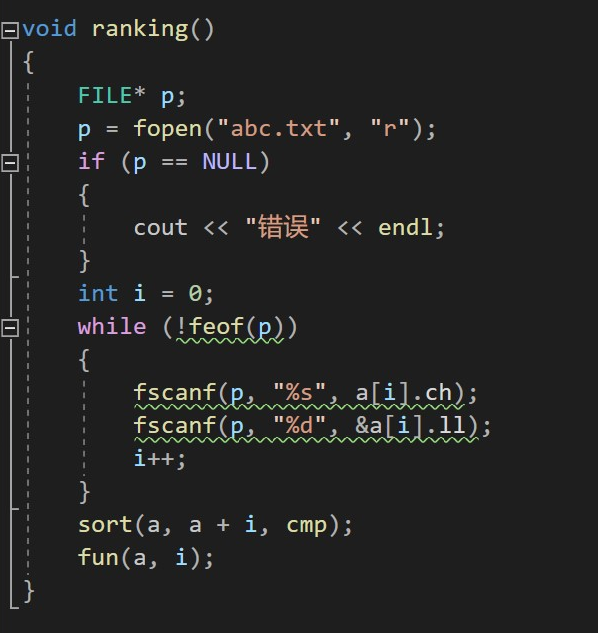 void ranking()
{
FILE* p;
p = fopen("abc.txt", "r");
if (p == NULL)
{
cout << "错误" << endl;
}
int i = 0;
while (!feof(p))
{
fscanf(p, "%s", a[i].ch);
fscanf(p, "%d", &a[i].ll);
i++;
}
sort(a, a + i, cmp);
fun(a, i);
}